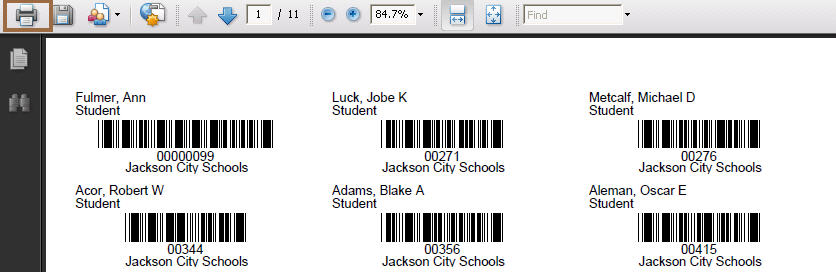 1 / 11 84.7% Find
Fulmer, Ann Luck, Jobe K Metcalf, Michael D
Student Student Student
00000099 00271 00276
Jackson City Schools Jackson City Schools Jackson City Schools
Acor, Robert W Adams, Blake A Aleman, Oscar E
Student Student Student
00344 00356 00415
Jackson City Schools Jackson City Schools Jackson City Schools